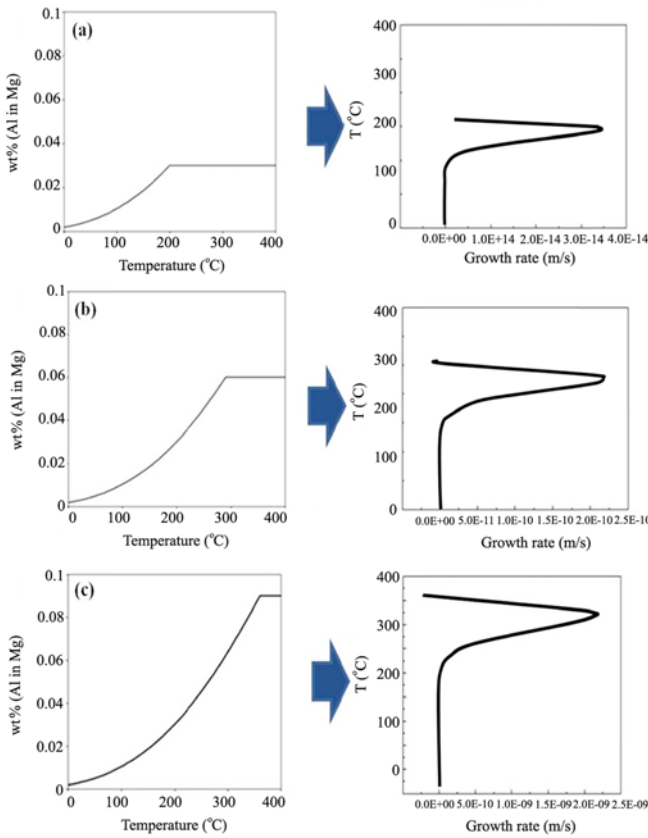 (a)
wt% (Al in Mg)
0.1
0.08
0.06
0.04
0.02
0
0 100 200 300 400
Temperature (°C)
T (°C)
400
300
200
100
0
0.0E+00 1.0E+14 2.0E-14 3.0E-14 4.0E-14
Growth rate (m/s)
(b)
wt% (Al in Mg)
0.1
0.08
0.06
0.04
0.02
0
0 100 200 300 400
Temperature (°C)
T (°C)
400
300
200
100
0
0.0E+00 5.0E-11 1.0E-10 1.5E-10 2.0E-10 2.5E-10
Growth rate (m/s)
(c)
wt% (Al in Mg)
0.1
0.08
0.06
0.04
0.02
0
0 100 200 300 400
Temperature (°C)
T (°C)
400
300
200
100
0
0.0E+00 5.0E-10 1.0E-09 2.0E-09 2.0E-09 2.5E-09
Growth rate (m/s)